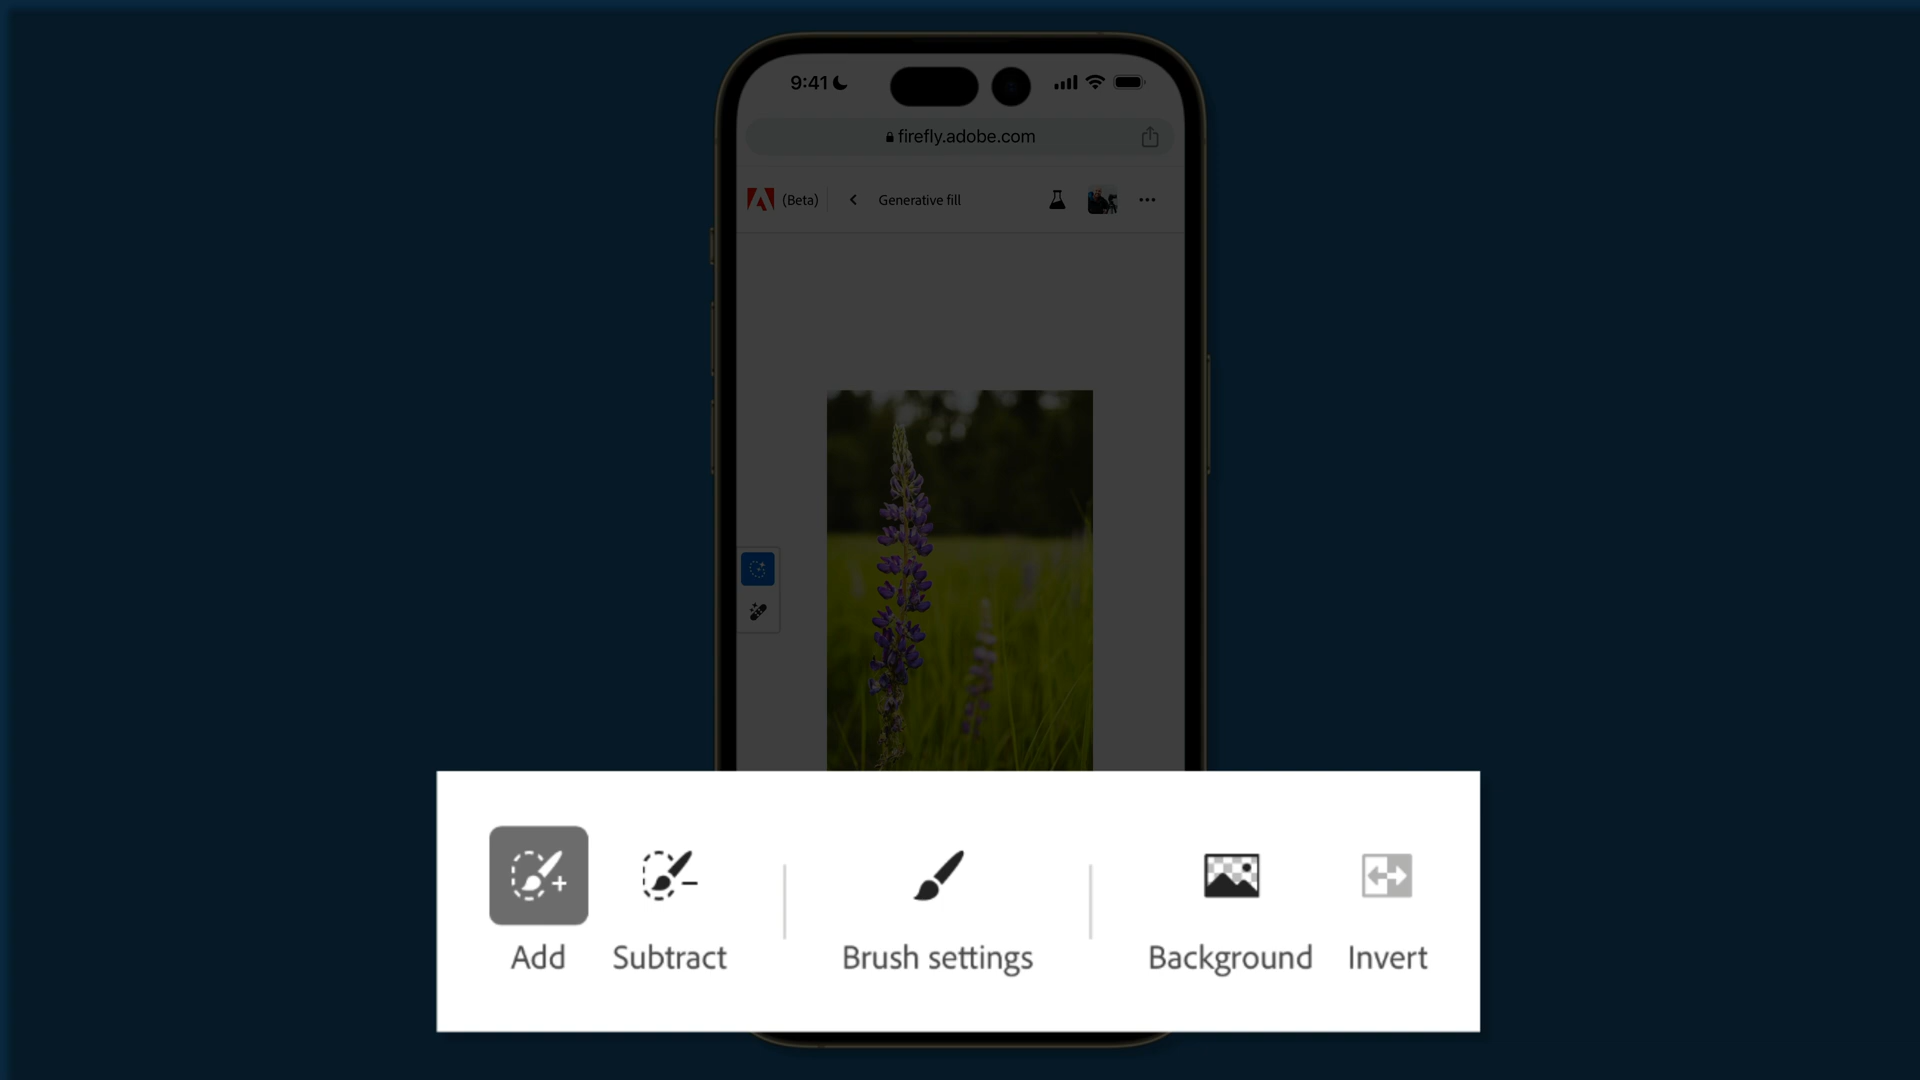 9:41
firefly.adobe.com
(Beta) Generative fill
Add Subtract Brush settings Background Invert